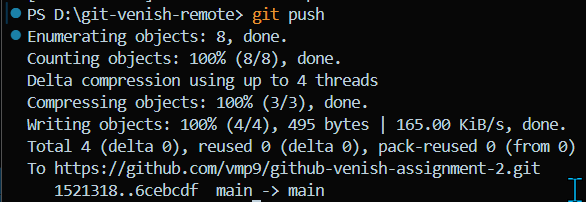 PS D:\git-venish-remote> git push
Enumerating objects: 8, done.
Counting objects: 100% (8/8), done.
Delta compression using up to 4 threads
Compressing objects: 100% (3/3), done.
Writing objects: 100% (4/4), 495 bytes | 165.00 KiB/s, done.
Total 4 (delta 0), reused 0 (delta 0), pack-reused 0 (from 0)
To https://github.com/vmp9/github-venish-assignment-2.git
1521318..6cebcdf  main -> main